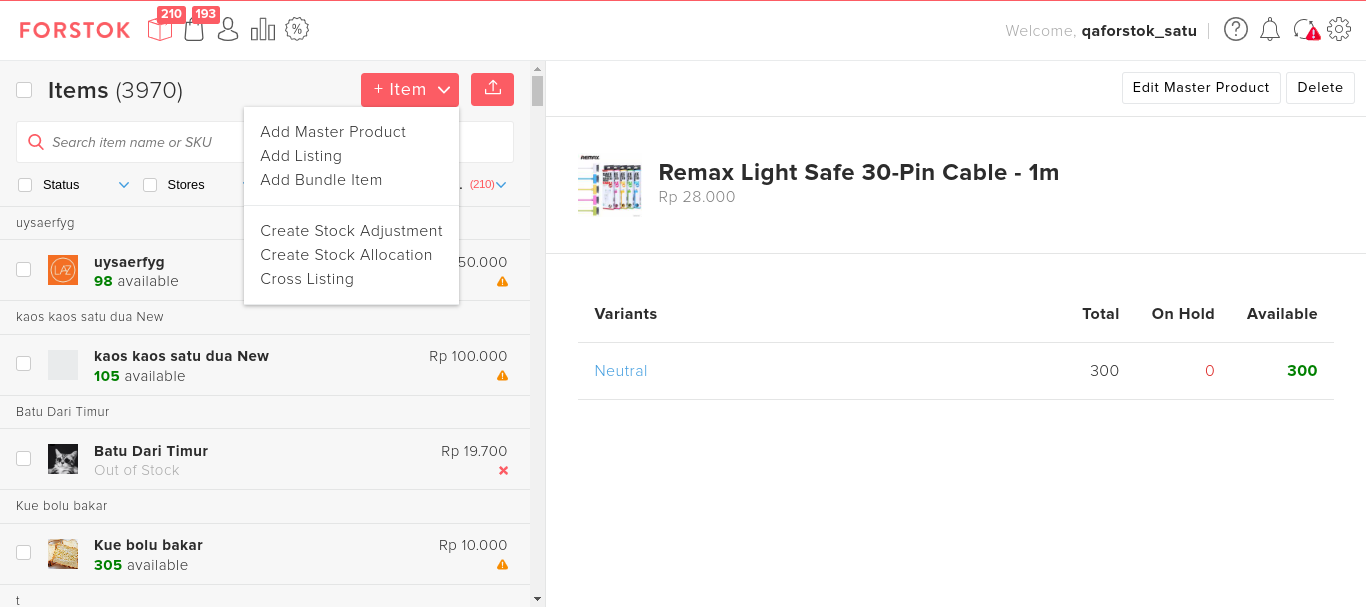 210
193
FORSTOK
Welcome, qaforstok_satu
Items (3970)
+ Item
Edit Master Product
Delete
Search item name or SKU
Add Master Product
Add Listing
Add Bundle Item
Create Stock Adjustment
Create Stock Allocation
Cross Listing
Status
Stores
. (210)
uysaerfyg
uysaerfyg
50.000
98 available
kaos kaos satu dua New
kaos kaos satu dua New
Rp 100.000
105 available
Batu Dari Timur
Batu Dari Timur
Rp 19.700
Out of Stock
Kue bolu bakar
Kue bolu bakar
Rp 10.000
305 available
t
REMAX
Remax Light Safe 30-Pin Cable - 1m
Rp 28.000
Variants
Total
On Hold
Available
Neutral
300
0
300